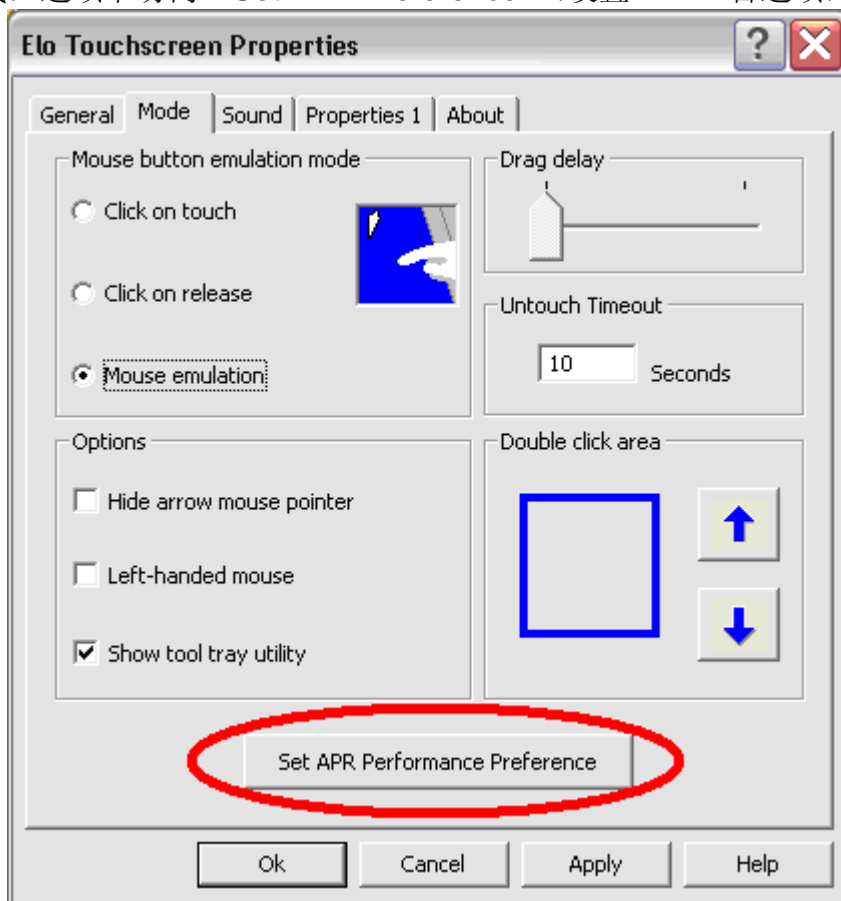 Elo Touchscreen Properties
General Mode Sound Properties 1 About
Mouse button emulation mode
Click on touch
Click on release
Mouse emulation
Drag delay
Untouch Timeout
10 Seconds
Options
Hide arrow mouse pointer
Left-handed mouse
Show tool tray utility
Double click area
Set APR Performance Preference
Ok Cancel Apply Help